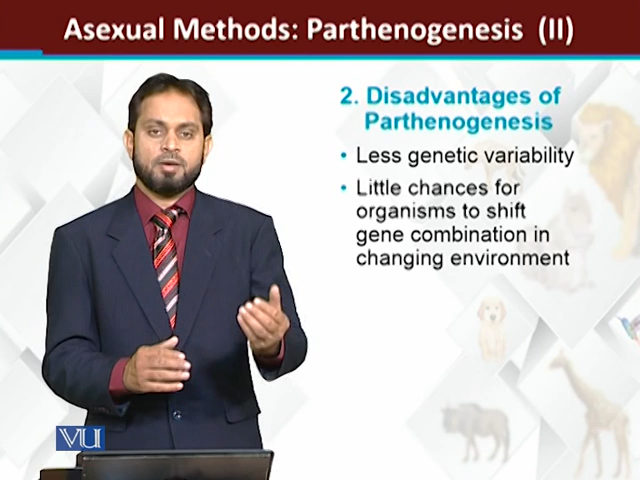 Asexual Methods: Parthenogenesis (II)
2. Disadvantages of
Parthenogenesis
• Less genetic variability
• Little chances for
organisms to shift
gene combination in
changing environment
VU